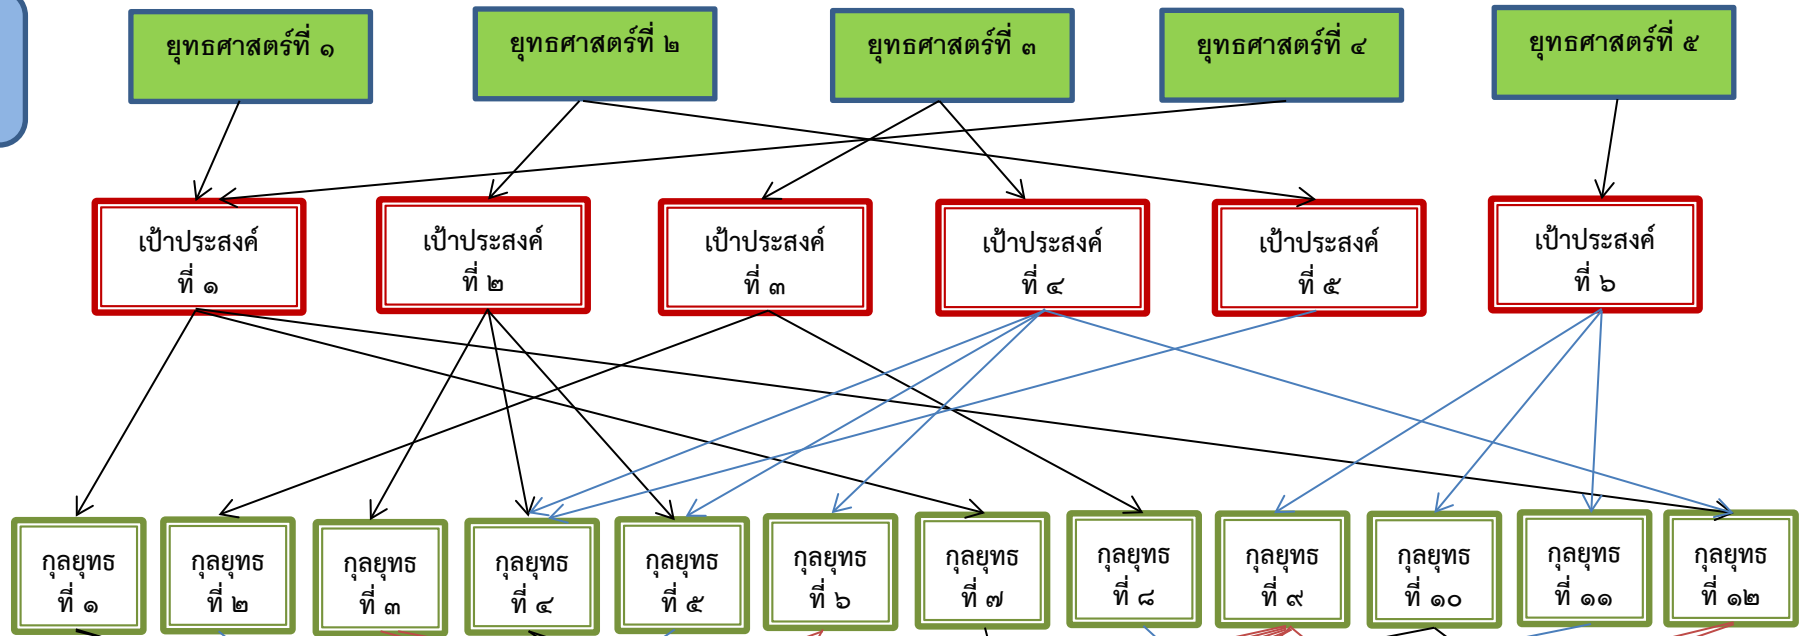 ยุทธศาสตร์ที่ ๑
ยุทธศาสตร์ที่ ๒
ยุทธศาสตร์ที่ ๓
ยุทธศาสตร์ที่ ๔
ยุทธศาสตร์ที่ ๕
เป้าประสงค์
ที่ ๑
เป้าประสงค์
ที่ ๒
เป้าประสงค์
ที่ ๓
เป้าประสงค์
ที่ ๔
เป้าประสงค์
ที่ ๕
เป้าประสงค์
ที่ ๖
กุลยุทธ
ที่ ๑
กุลยุทธ
ที่ ๒
กุลยุทธ
ที่ ๓
กุลยุทธ
ที่ ๔
กุลยุทธ
ที่ ๕
กุลยุทธ
ที่ ๖
กุลยุทธ
ที่ ๗
กุลยุทธ
ที่ ๘
กุลยุทธ
ที่ ๙
กุลยุทธ
ที่ ๑๐
กุลยุทธ
ที่ ๑๑
กุลยุทธ
ที่ ๑๒